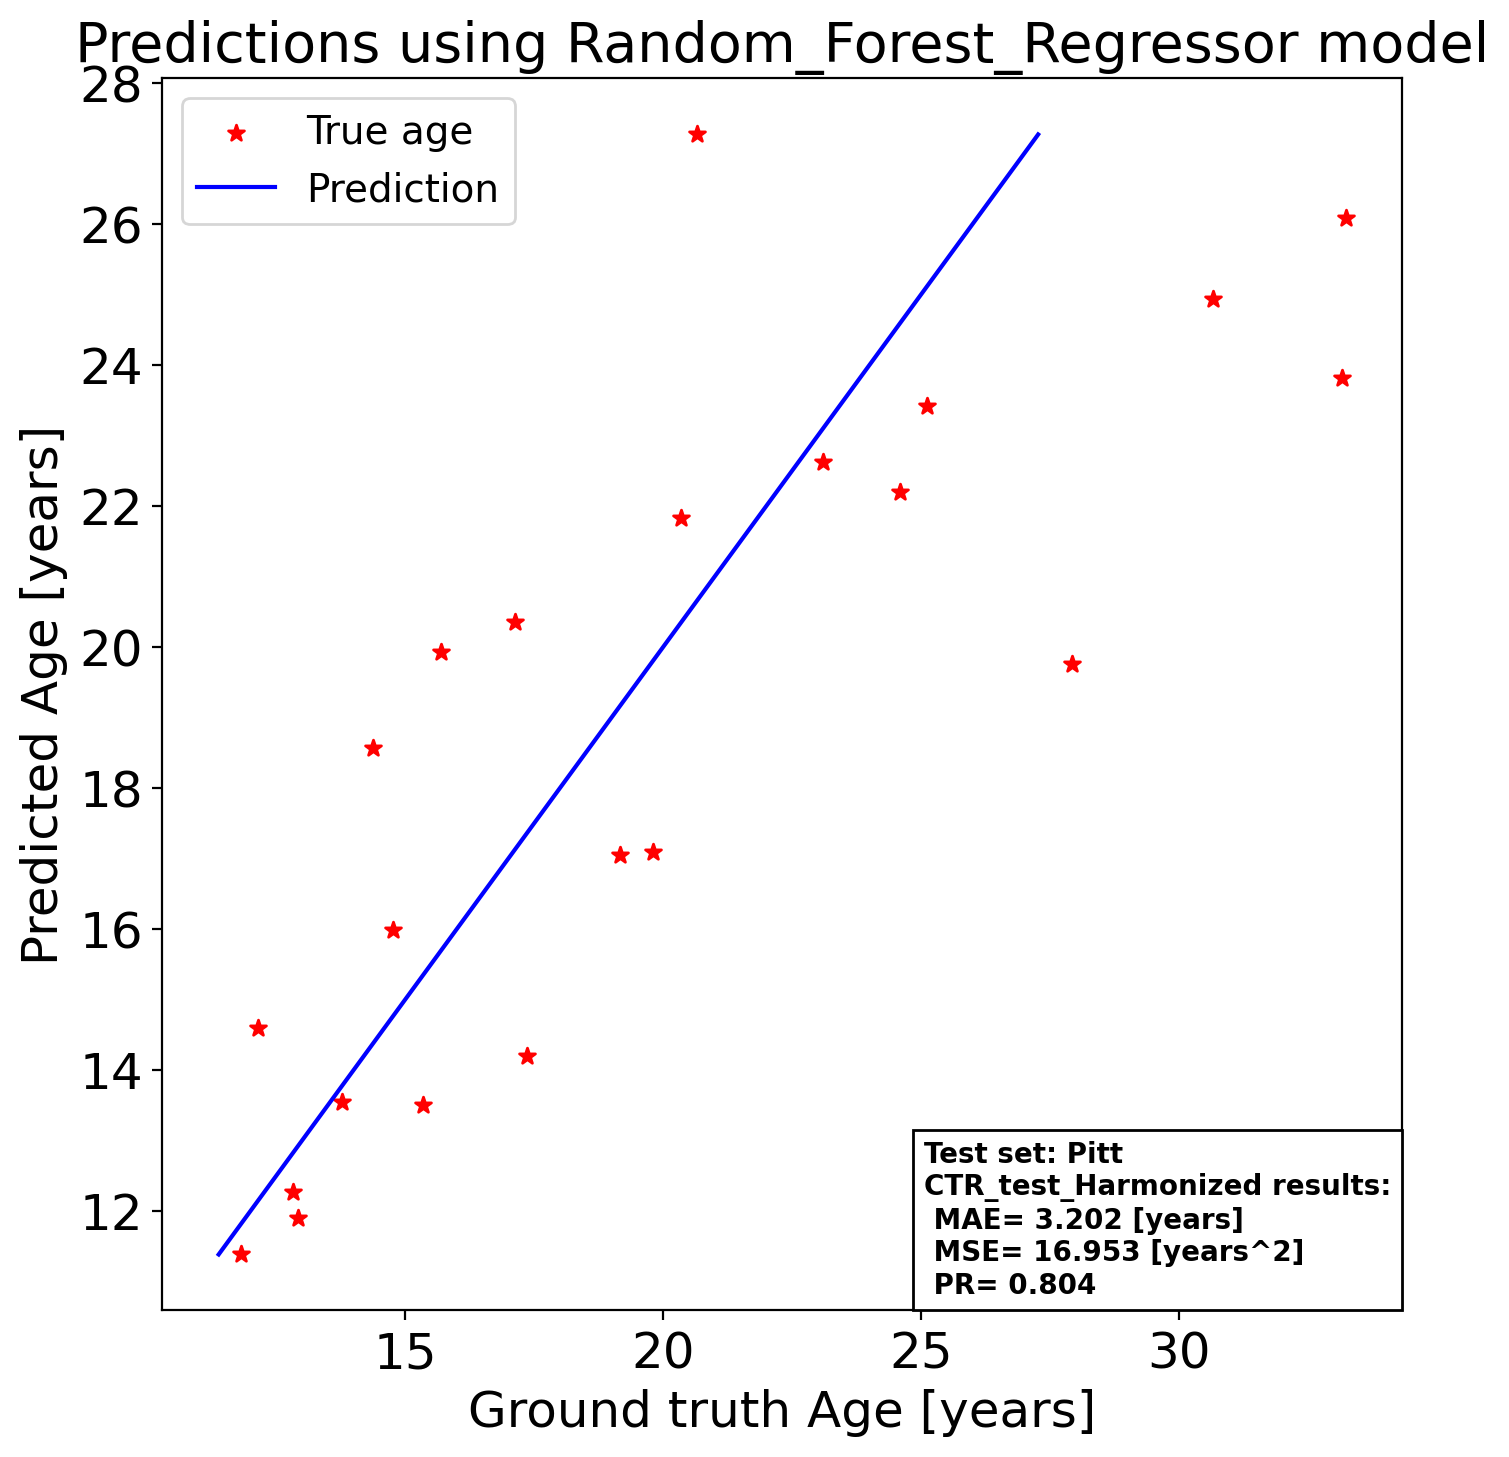 Predictions using Random_Forest_Regressor model
True age
Prediction
Predicted Age [years]
28
26
24
22
20
18
16
14
12
Test set: Pitt
CTR_test_Harmonized results:
MAE= 3.202 [years]
MSE= 16.953 [years^2]
PR= 0.804
15 20 25 30
Ground truth Age [years]